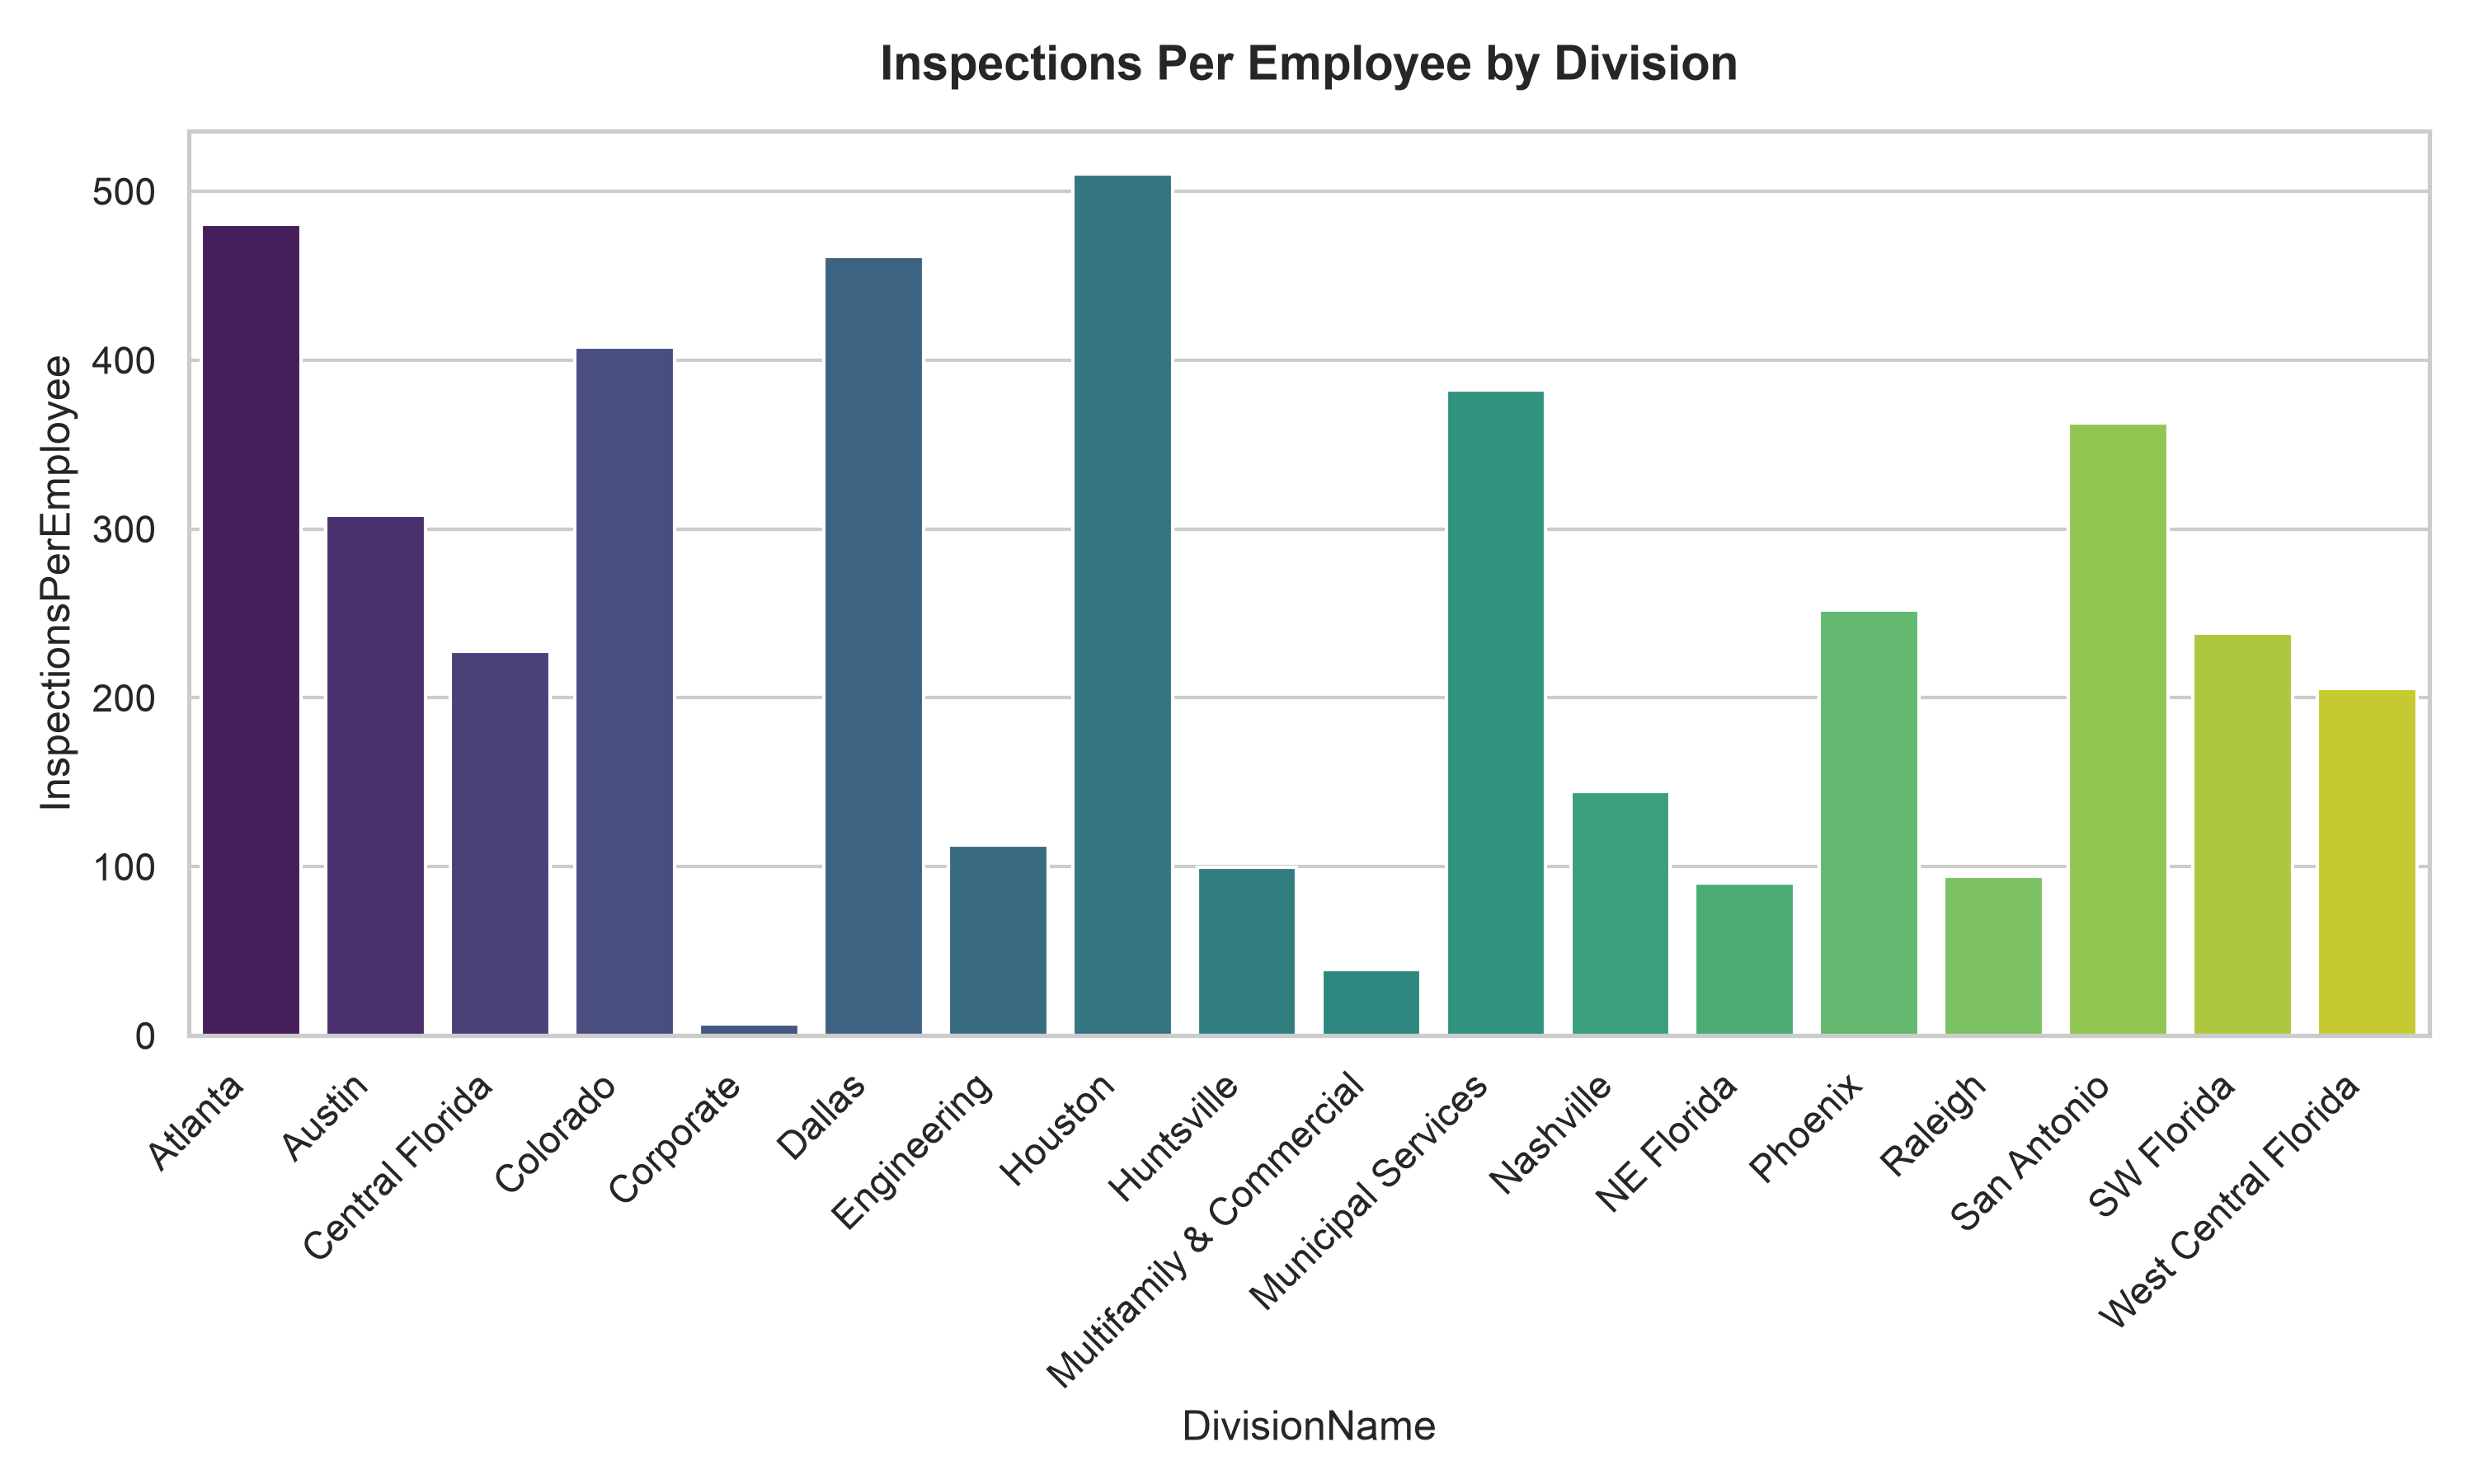 Inspections Per Employee by Division
InspectionsPerEmployee
500
400
300
200
100
0
Atlanta
Austin
Central Florida
Colorado
Corporate
Dallas
Engineering
Houston
Huntsville
Multifamily & Commercial
Municipal Services
Nashville
NE Florida
Phoenix
Raleigh
San Antonio
SW Florida
West Central Florida
DivisionName